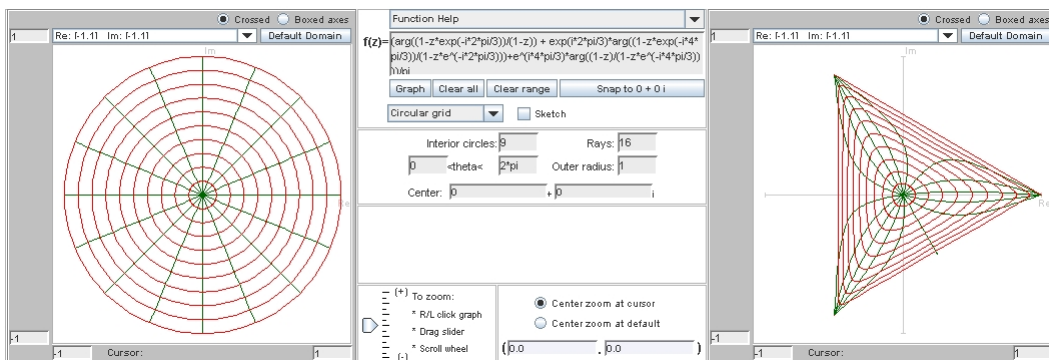 Crossed Boxed axes
1
Re: [-1,1] Im: [-1,1] Default Domain
Im
Re
-1
-1 Cursor: 1
Function Help
f(z)= (arg((1-z*exp(-i*2*pi/3))/(1-z)) + exp(i*2*pi/3)*arg((1-z*exp(-i*4*
pi/3))/(1-z*e^(-i*2*pi/3)))+e^(i*4*pi/3)*arg((1-z)/(1-z*e^(-i*4*pi/3))
))/pi
Graph Clear all Clear range Snap to 0 + 0 i
Circular grid Sketch
Interior circles: 9 Rays: 16
0 <theta< 2*pi Outer radius: 1
Center: 0 + 0 i
(+) To zoom:
* R/L click graph
* Drag slider
* Scroll wheel
(-)
Center zoom at cursor
Center zoom at default
( 0.0 , 0.0 )
Crossed Boxed axes
1
Re: [-1,1] Im: [-1,1] Default Domain
Im
Re
-1
-1 Cursor: 1